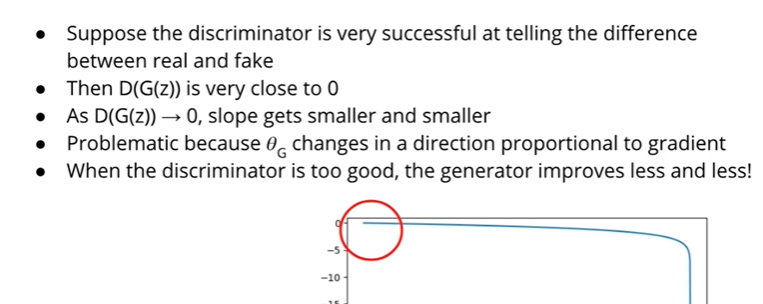 ● Suppose the discriminator is very successful at telling the difference
between real and fake
● Then D(G(z)) is very close to 0
● As D(G(z)) → 0, slope gets smaller and smaller
● Problematic because θ_G changes in a direction proportional to gradient
● When the discriminator is too good, the generator improves less and less!
0
−5
−10